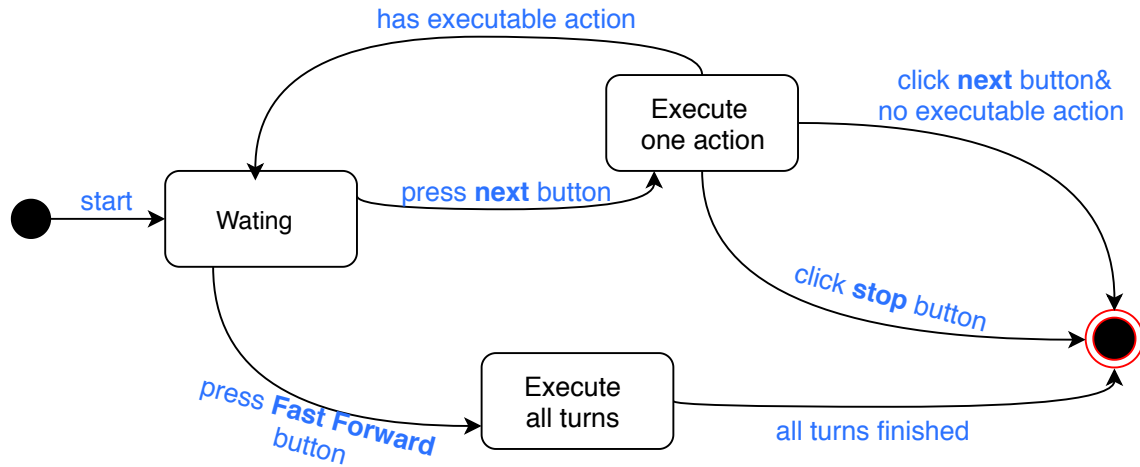 has executable action
click next button&
no executable action
Execute
one action
start
Wating
press next button
click stop button
press Fast Forward
button
Execute
all turns
all turns finished